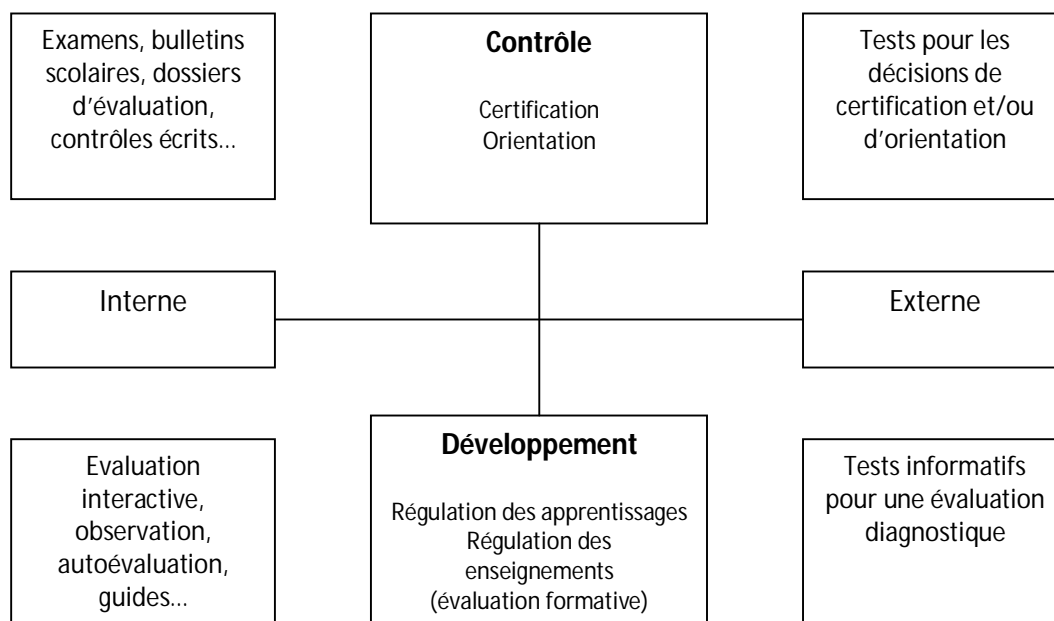 Examens, bulletins
scolaires, dossiers
d’évaluation,
contrôles écrits...
Contrôle
Certification
Orientation
Tests pour les
décisions de
certification et/ou
d’orientation
Interne
Externe
Evaluation
interactive,
observation,
autoévaluation,
guides...
Développement
Régulation des apprentissages
Régulation des
enseignements
(évaluation formative)
Tests informatifs
pour une évaluation
diagnostique